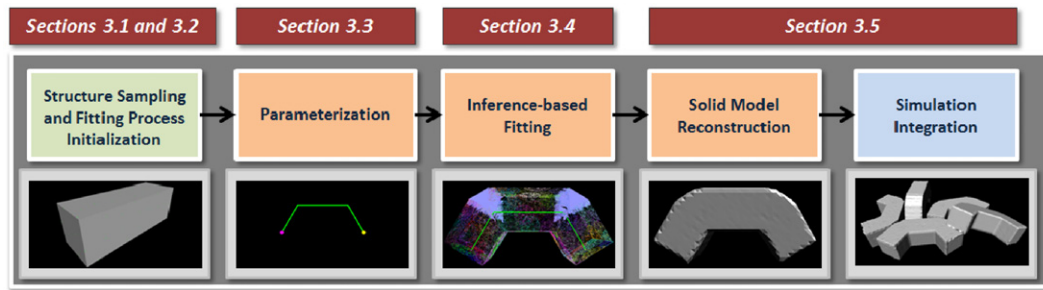 Sections 3.1 and 3.2
Section 3.3
Section 3.4
Section 3.5
Structure Sampling
and Fitting Process
Initialization
Parameterization
Inference-based
Fitting
Solid Model
Reconstruction
Simulation
Integration